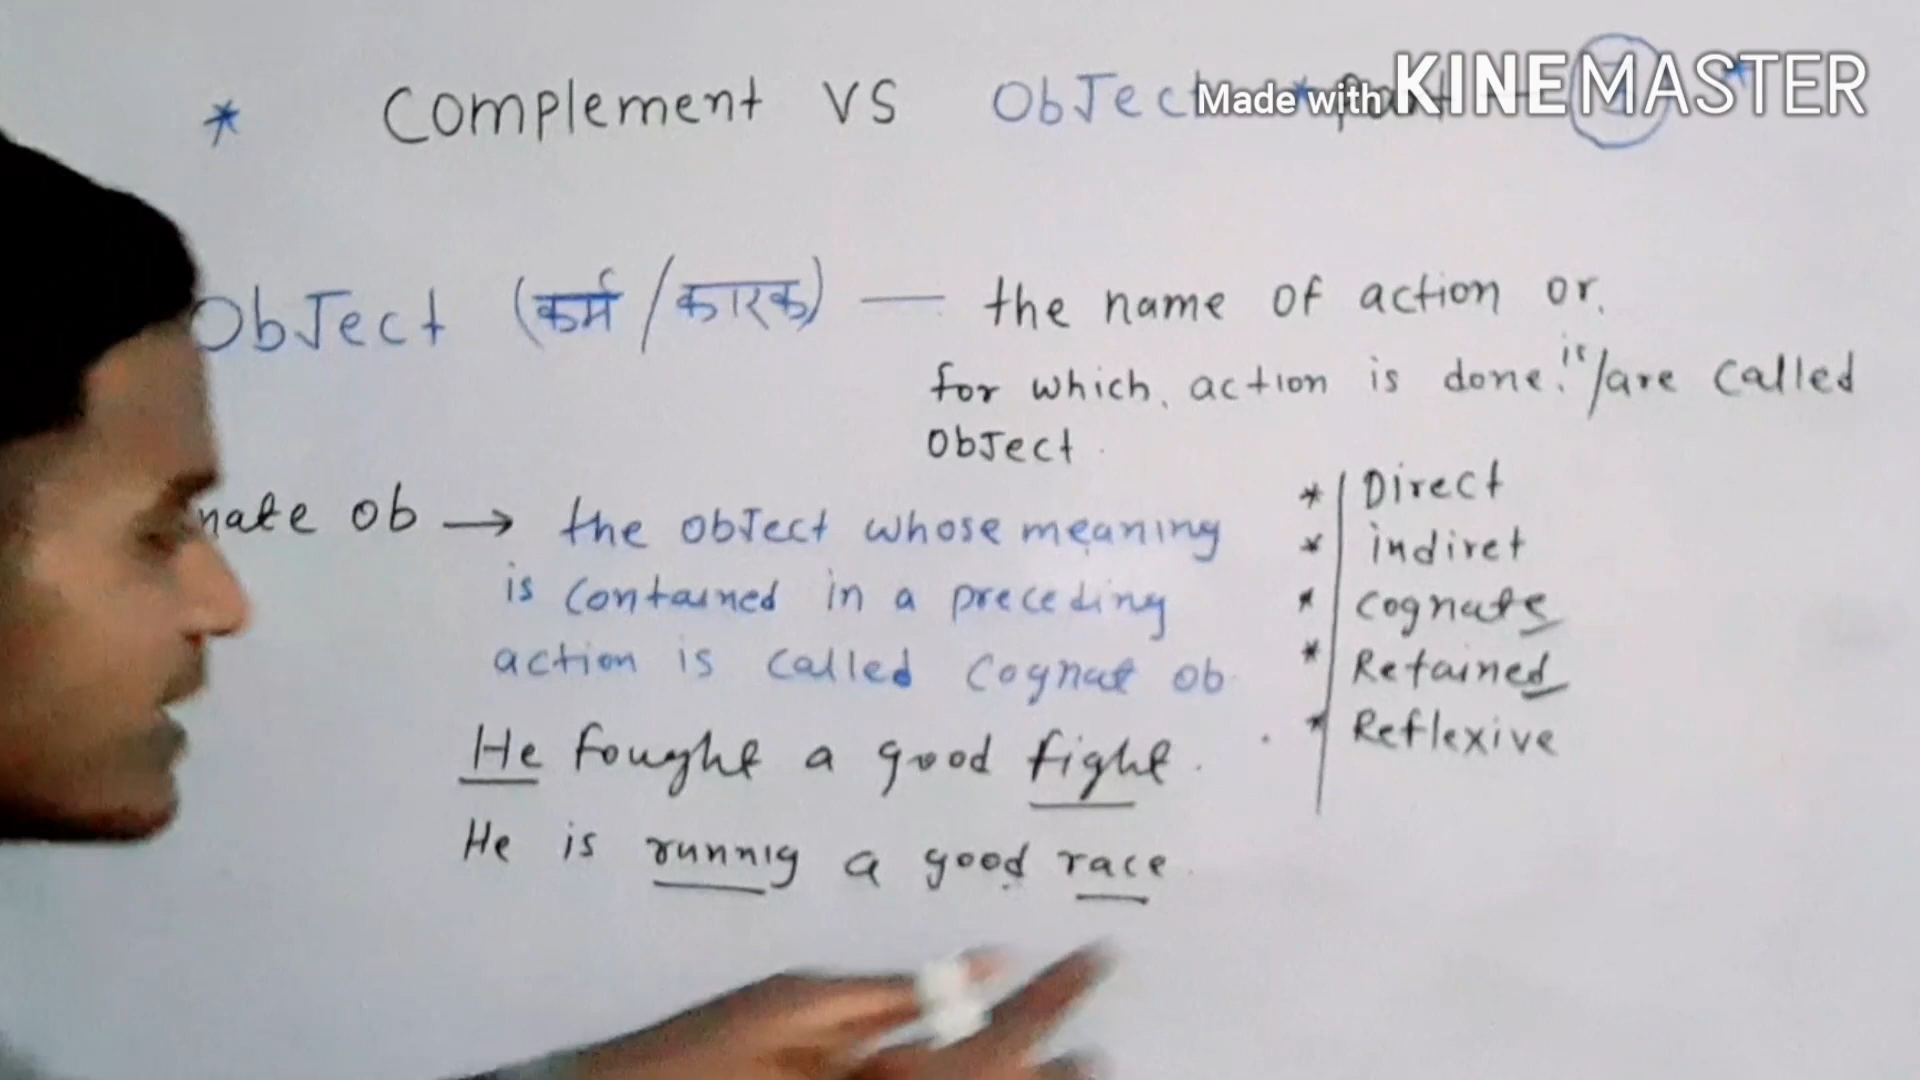 * Complement VS Object
Made with KINEMASTER
Object (कर्म / कारक) — the name of action or
for which action is done. is/are called
Object.
nate ob → the object whose meaning
is contained in a preceding
action is called Cognat ob
He fought a good fight.
He is runnig a good race
* Direct
* indiret
* cognate
* Retained
* Reflexive